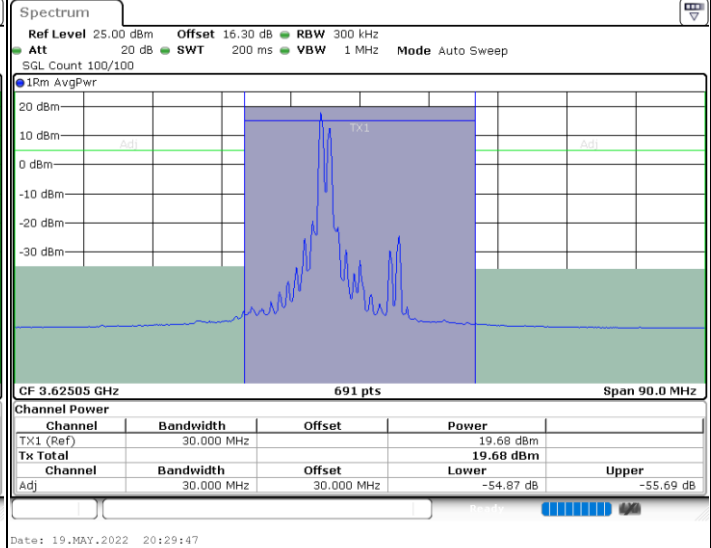 Spectrum
Ref Level 25.00 dBm Offset 16.30 dB RBW 300 kHz
Att 20 dB SWT 200 ms VBW 1 MHz Mode Auto Sweep
SGL Count 100/100
1Rm AvgPwr
20 dBm
TX1
10 dBm
Adj Adj
0 dBm
-10 dBm
-20 dBm
-30 dBm
CF 3.62505 GHz 691 pts Span 90.0 MHz
Channel Power
Channel Bandwidth Offset Power
TX1 (Ref) 30.000 MHz 19.68 dBm
Tx Total 19.68 dBm
Channel Bandwidth Offset Lower Upper
Adj 30.000 MHz 30.000 MHz -54.87 dB -55.69 dB
Ready
Date: 19.MAY.2022 20:29:47